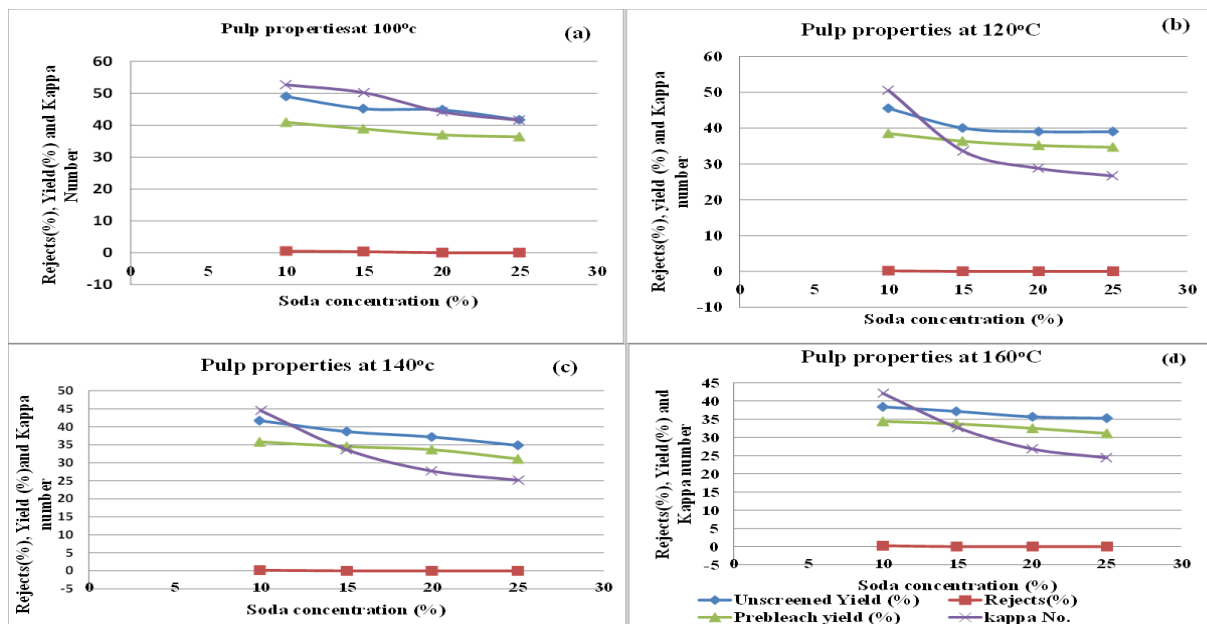 Pulp propertiesat 100°c
(a)
Rejects(%), Yield(%) and Kappa
Number
60
50
40
30
20
10
0
-10
0 5 10 15 20 25 30
Soda concentration (%)
Pulp properties at 120°C
(b)
Rejects(%), yield (%) and Kappa
number
60
50
40
30
20
10
0
-10
0 5 10 15 20 25 30
Soda concentration (%)
Pulp properties at 140°c
(c)
Rejects(%), Yield (%)and Kappa
number
50
45
40
35
30
25
20
15
10
5
0
-5
0 5 10 15 20 25 30
Soda concentration (%)
Pulp properties at 160°C
(d)
Rejects(%), Yield(%) and
Kappa number
45
40
35
30
25
20
15
10
5
0
-5
0 5 10 15 20 25 30
Soda concentration (%)
Unscreened Yield (%)
Rejects(%)
Prebleach yield (%)
kappa No.